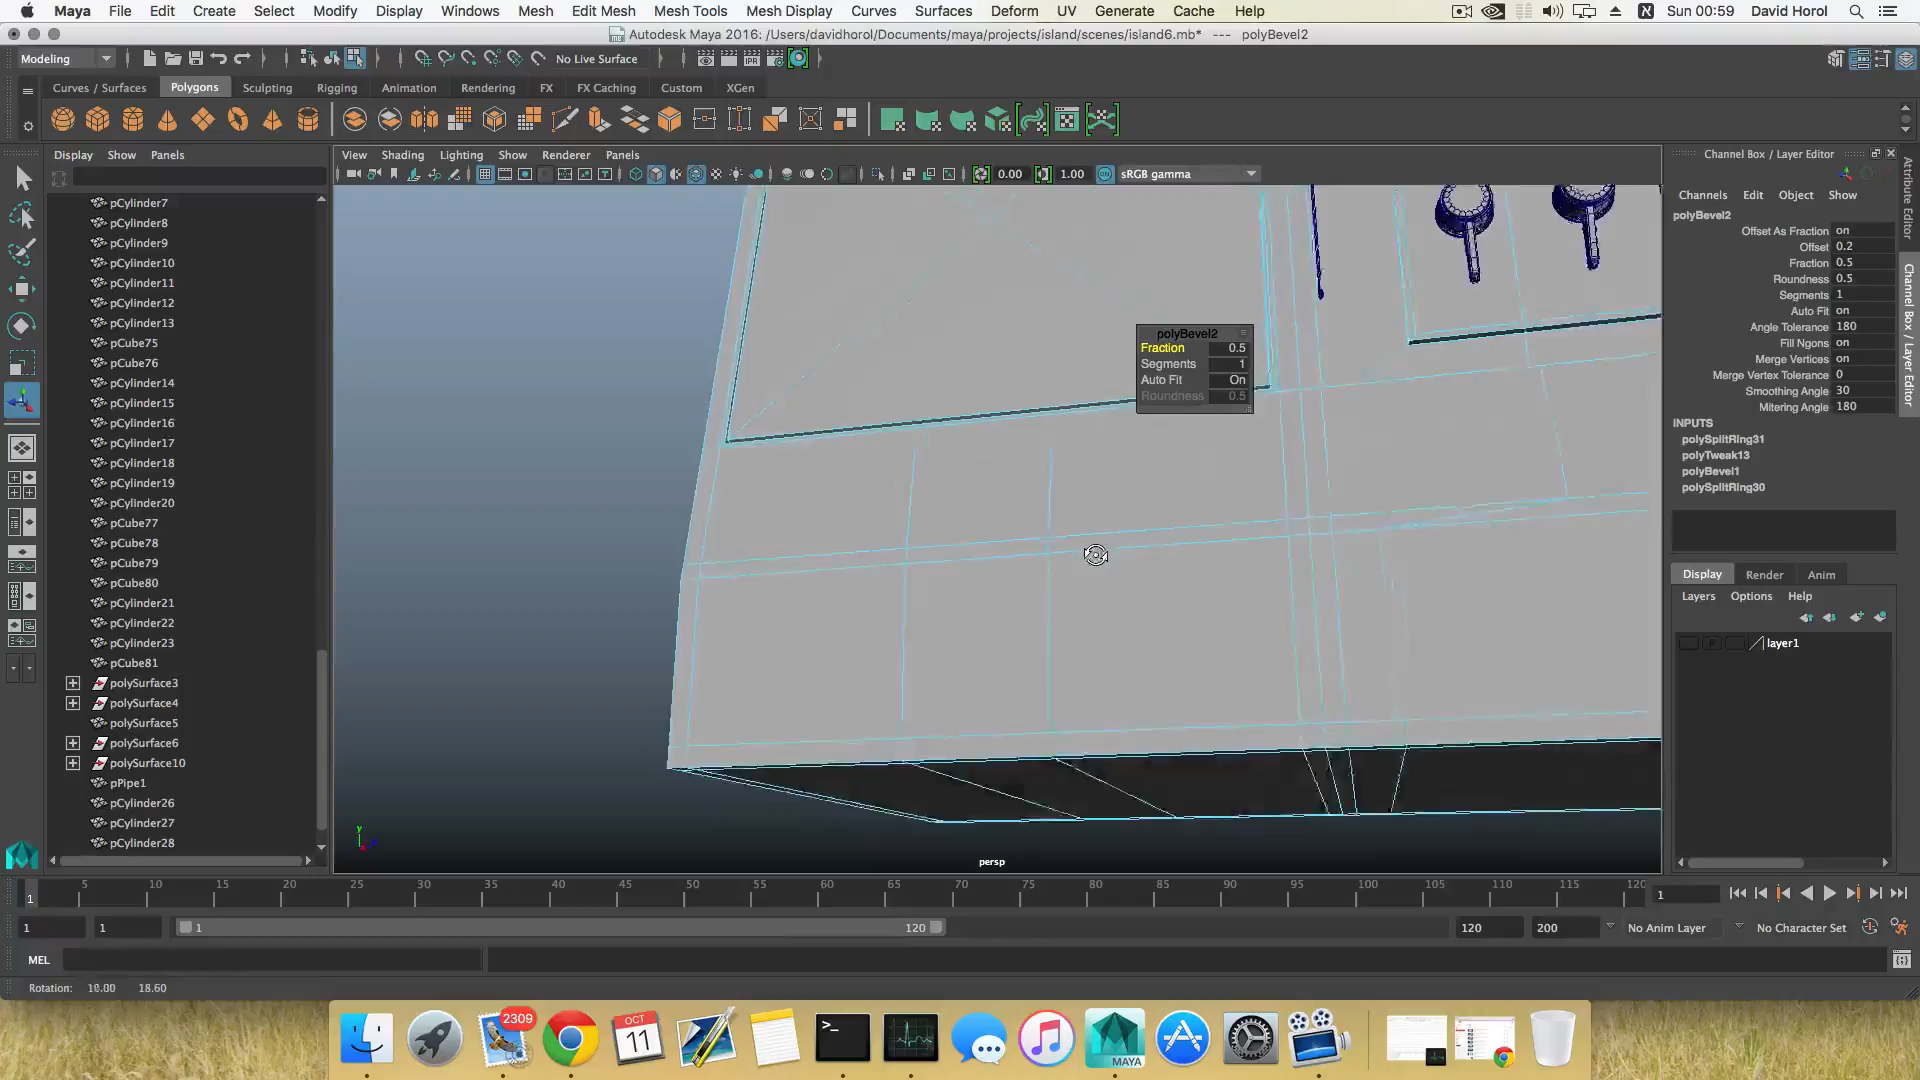 Maya File Edit Create Select Modify Display Windows Mesh Edit Mesh Mesh Tools Mesh Display Curves Surfaces Deform UV Generate Cache Help Sun 00:59 David Horol
Autodesk Maya 2016: /Users/davidhorol/Documents/maya/projects/island/scenes/island6.mb* --- polyBevel2
Modeling No Live Surface
Curves / Surfaces Polygons Sculpting Rigging Animation Rendering FX FX Caching Custom XGen
Display Show Panels
View Shading Lighting Show Renderer Panels
0.00 1.00 sRGB gamma
pCylinder7
pCylinder8
pCylinder9
pCylinder10
pCylinder11
pCylinder12
pCylinder13
pCube75
pCube76
pCylinder14
pCylinder15
pCylinder16
pCylinder17
pCylinder18
pCylinder19
pCylinder20
pCube77
pCube78
pCube79
pCube80
pCylinder21
pCylinder22
pCylinder23
pCube81
polySurface3
polySurface4
polySurface5
polySurface6
polySurface10
pPipe1
pCylinder26
pCylinder27
pCylinder28
polyBevel2
Fraction 0.5
Segments 1
Auto Fit On
Roundness 0.5
y
persp
Channel Box / Layer Editor
Channels Edit Object Show
polyBevel2
Offset As Fraction on
Offset 0.2
Fraction 0.5
Roundness 0.5
Segments 1
Auto Fit on
Angle Tolerance 180
Fill Ngons on
Merge Vertices on
Merge Vertex Tolerance 0
Smoothing Angle 30
Mitering Angle 180
INPUTS
polySplitRing31
polyTweak13
polyBevel1
polySplitRing30
Display Render Anim
Layers Options Help
P layer1
Attribute Editor
Channel Box / Layer Editor
1 5 10 15 20 25 30 35 40 45 50 55 60 65 70 75 80 85 90 95 100 105 110 115 120 1
1 1 1 120 120 200 No Anim Layer No Character Set
MEL
Rotation: 18.60
2309
OCT
11
MAYA